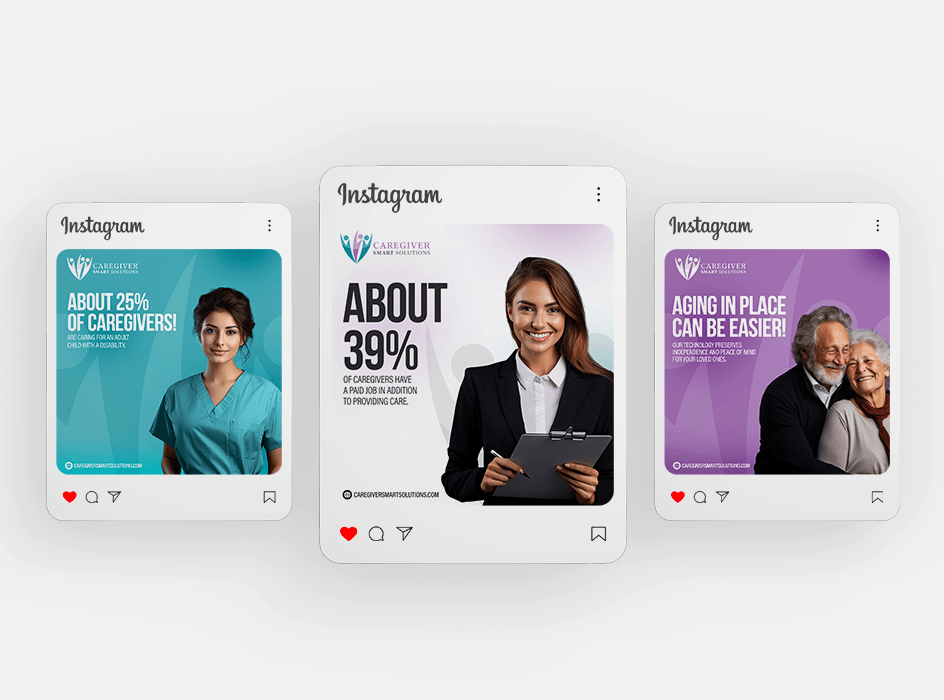 Instagram
CAREGIVER
SMART SOLUTIONS
ABOUT 25%
OF CAREGIVERS!
ARE CARING FOR AN ADULT
CHILD WITH A DISABILITY.
CAREGIVERSMARTSOLUTIONS.COM
Instagram
CAREGIVER
SMART SOLUTIONS
ABOUT
39%
OF CAREGIVERS HAVE
A PAID JOB IN ADDITION
TO PROVIDING CARE.
CAREGIVERSMARTSOLUTIONS.COM
Instagram
CAREGIVER
SMART SOLUTIONS
AGING IN PLACE
CAN BE EASIER!
OUR TECHNOLOGY PRESERVES
INDEPENDENCE AND PEACE OF MIND
FOR YOUR LOVED ONES.
CAREGIVERSMARTSOLUTIONS.COM